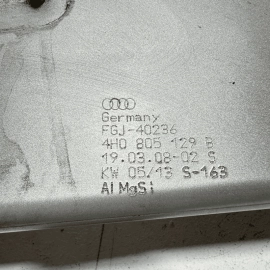 Germany
FGJ-40236
4H0 805 129 B
19.03.08-02 S
KW 05/13 S-163
AlMgSi